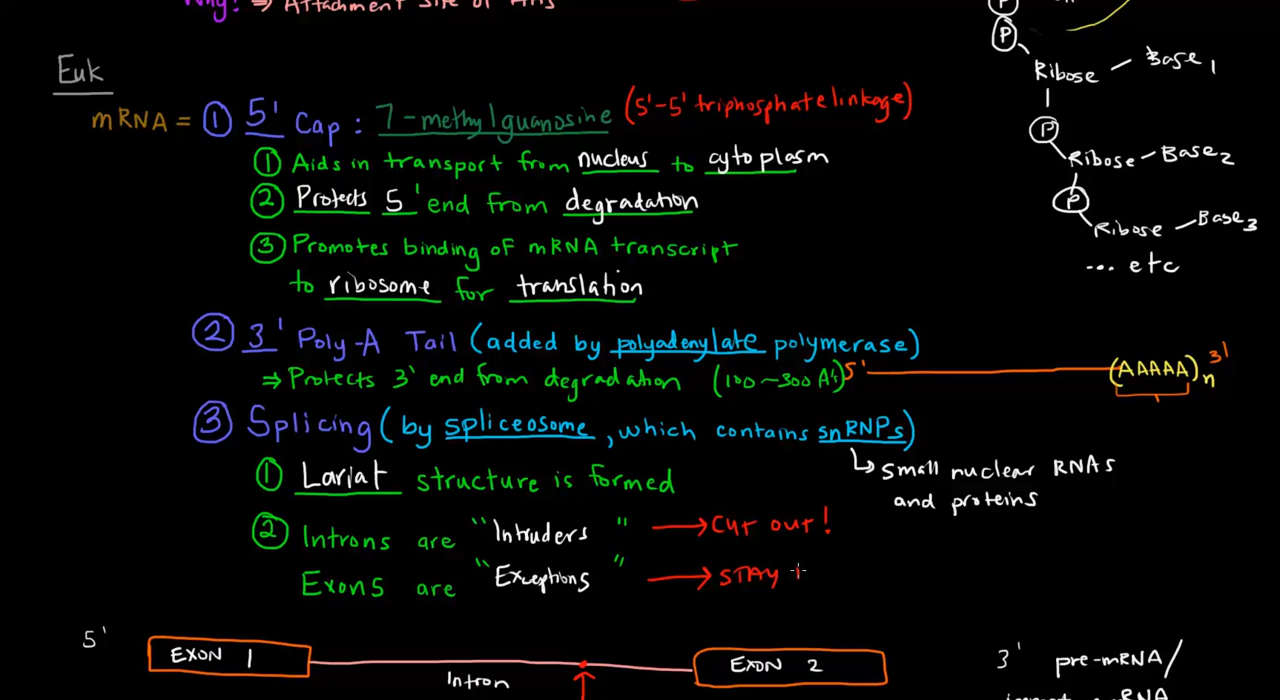 Why: ⇒ Attachment site of
Euk
mRNA = ① 5' Cap: 7-methylguanosine (5'-5' triphosphate linkage)
① Aids in transport from nucleus to cytoplasm
② Protects 5' end from degradation
③ Promotes binding of mRNA transcript
to ribosome for translation
② 3' Poly-A Tail (added by polyadenylate polymerase)
⇒ Protects 3' end from degradation (100-300 A's)
5' (AAAAA)n 3'
③ Splicing (by spliceosome, which contains snRNPs)
↳ Small nuclear RNAs
and proteins
① Lariat structure is formed
② Introns are "Intruders" → Cut out!
Exons are "Exceptions" → STAY
5' EXON 1 Intron EXON 2 3' pre-mRNA/
P
P
Ribose - Base1
P
Ribose - Base2
P
Ribose - Base3
... etc